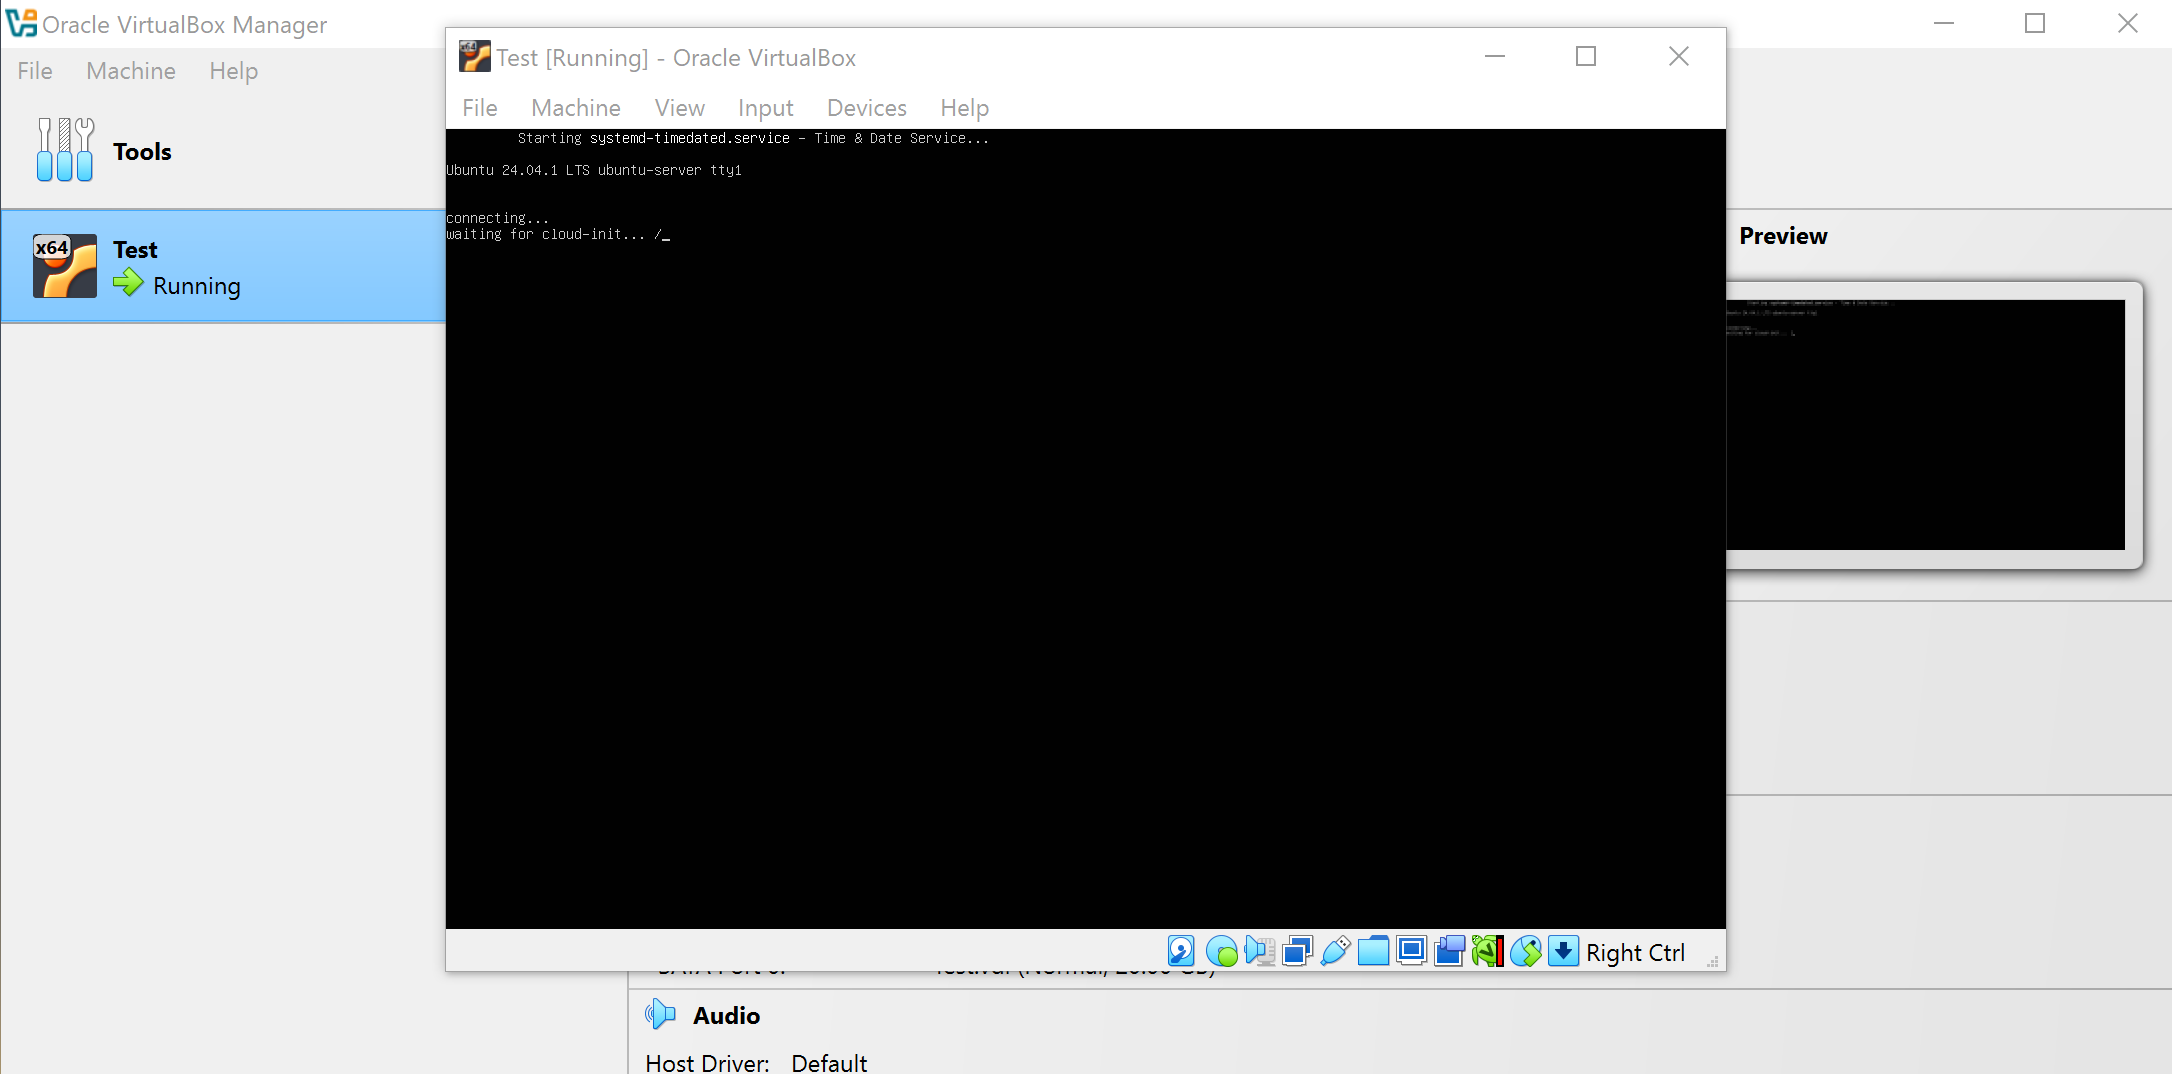 Oracle VirtualBox Manager
File Machine Help
Tools
x64
Test
Running
x64
Test [Running] - Oracle VirtualBox
File Machine View Input Devices Help
Starting systemd-timedated.service - Time & Date Service...
Ubuntu 24.04.1 LTS ubuntu-server tty1
connecting...
waiting for cloud-init... /_
Right Ctrl
Preview
Audio
Host Driver: Default